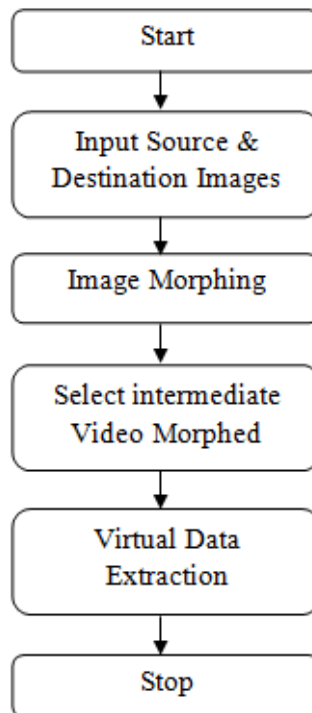 Start
Input Source &
Destination Images
Image Morphing
Select intermediate
Video Morphed
Virtual Data
Extraction
Stop